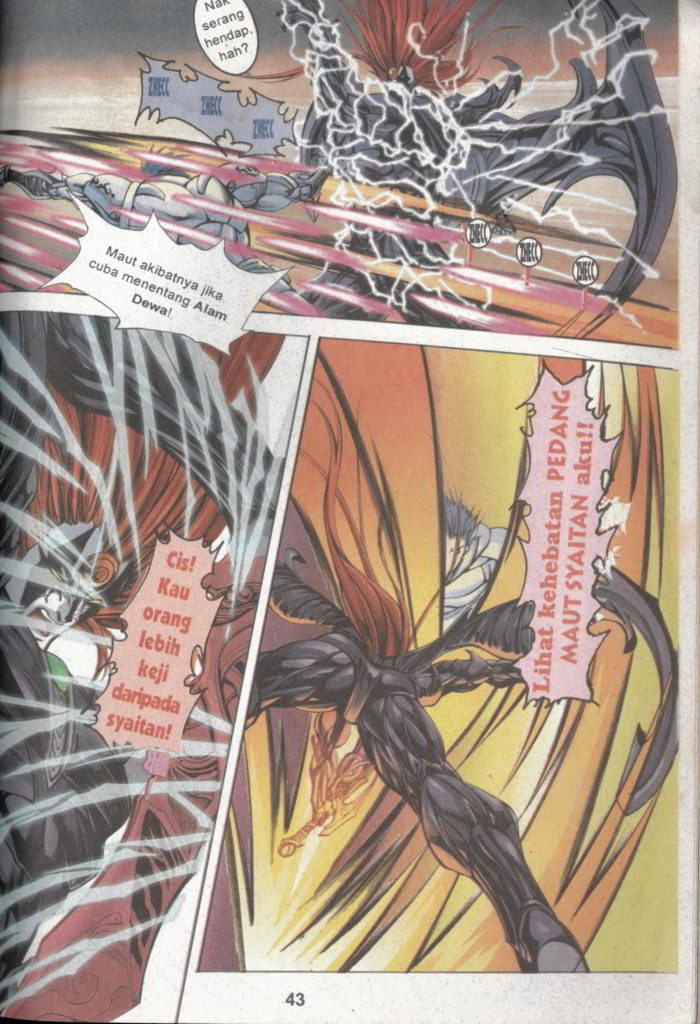 Nak
serang
hendap,
hah?
ZHECC
ZHECC
ZHECC
ZHECC
ZHECC
ZHECC
Maut akibatnya jika
cuba menentang Alam
Dewa!
Cis!
Kau
orang
lebih
keji
daripada
syaitan!
Lihat kehebatan PEDANG
MAUT SYAITAN aku!!
43